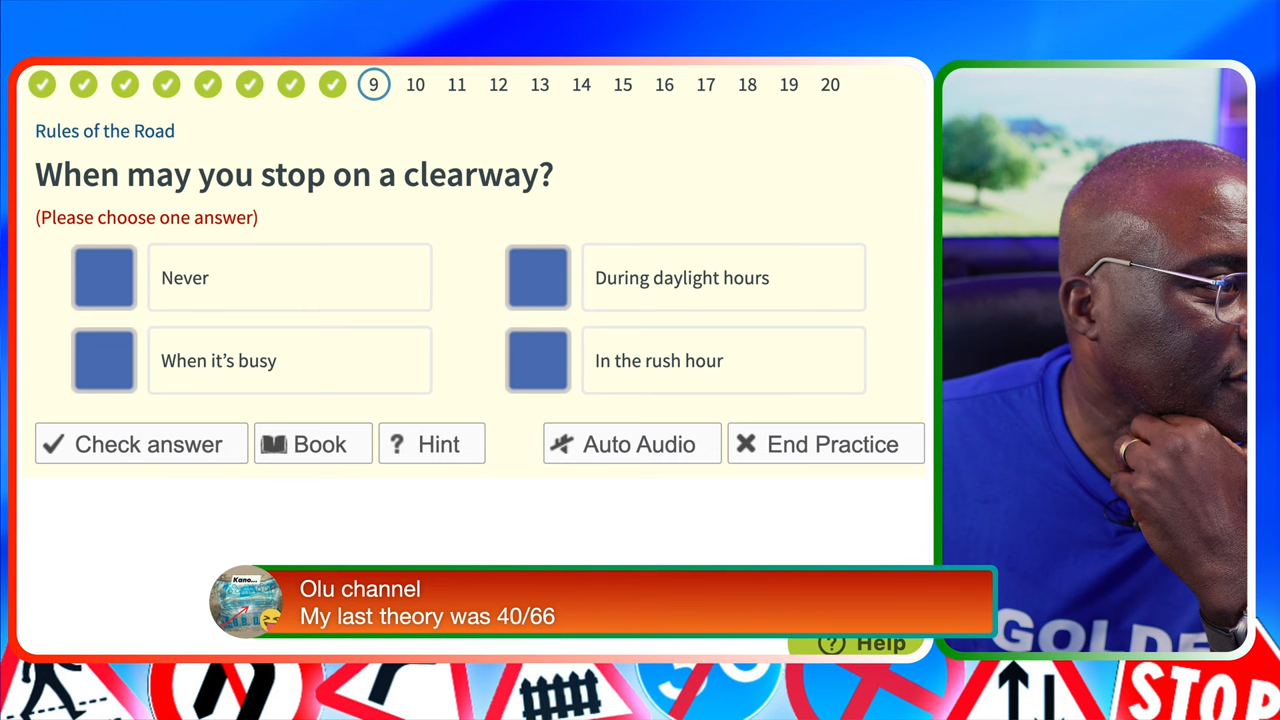 9 10 11 12 13 14 15 16 17 18 19 20
Rules of the Road
When may you stop on a clearway?
(Please choose one answer)
Never
During daylight hours
When it's busy
In the rush hour
Check answer
Book
? Hint
Auto Audio
End Practice
Kano...
Olu channel
My last theory was 40/66
? Help
GOLDE
STOP